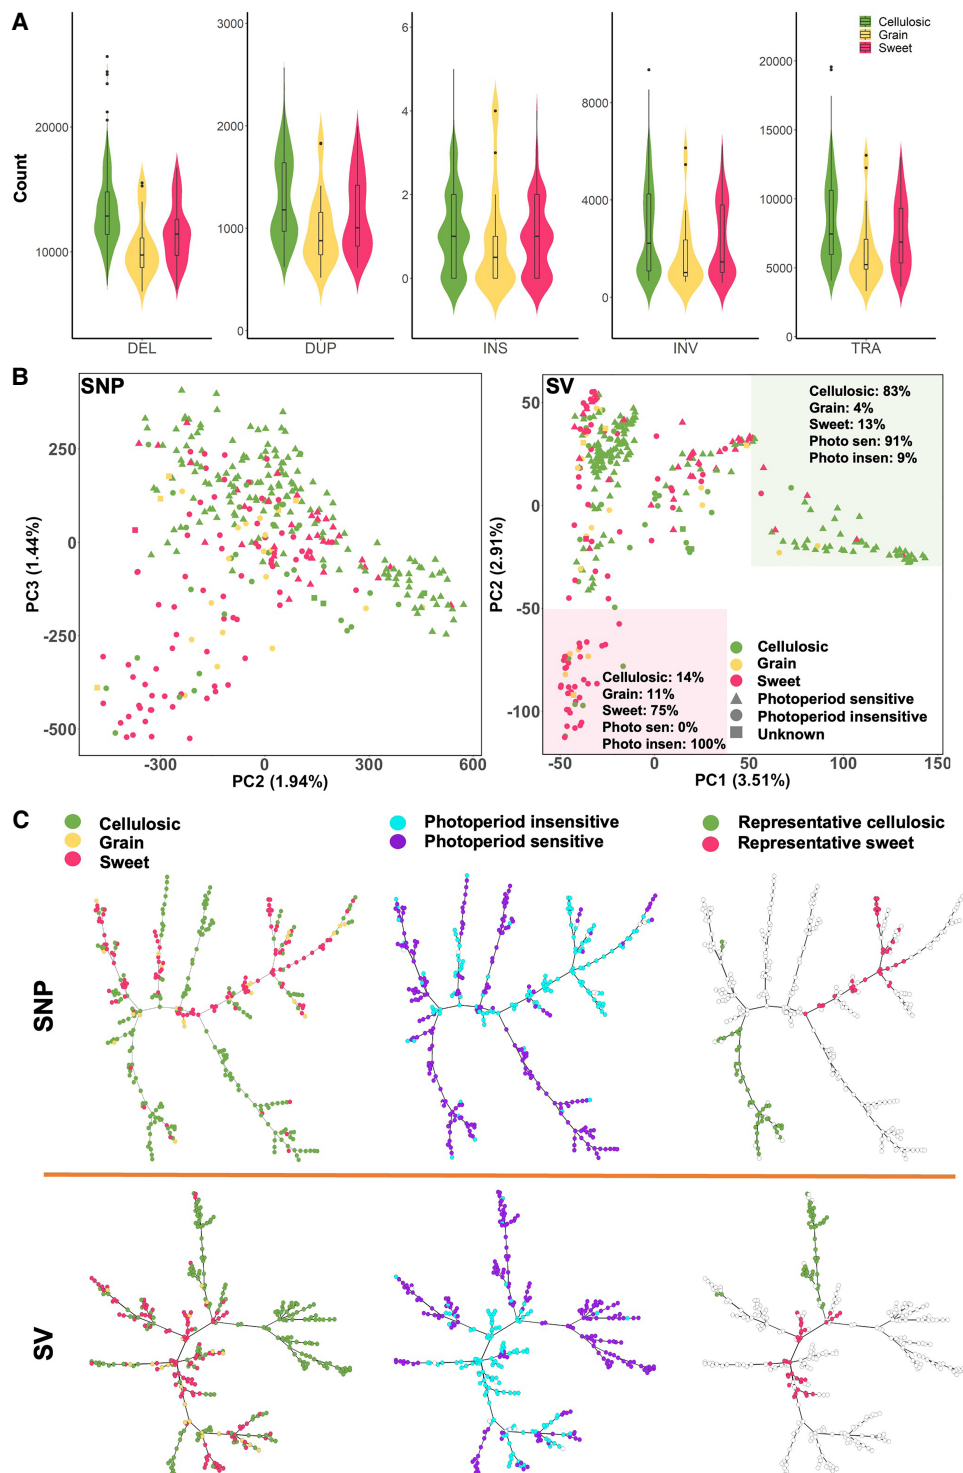 A
Count
20000
10000
DEL
3000
2000
1000
0
DUP
6
4
2
0
INS
8000
4000
0
INV
20000
15000
10000
5000
0
TRA
Cellulosic
Grain
Sweet
B
SNP
PC3 (1.44%)
250
0
-250
-500
-300
0
300
600
PC2 (1.94%)
SV
PC2 (2.91%)
50
0
-50
-100
-50
0
50
100
150
PC1 (3.51%)
Cellulosic: 83%
Grain: 4%
Sweet: 13%
Photo sen: 91%
Photo insen: 9%
Cellulosic: 14%
Grain: 11%
Sweet: 75%
Photo sen: 0%
Photo insen: 100%
Cellulosic
Grain
Sweet
Photoperiod sensitive
Photoperiod insensitive
Unknown
C
Cellulosic
Grain
Sweet
Photoperiod insensitive
Photoperiod sensitive
Representative cellulosic
Representative sweet
SNP
SV